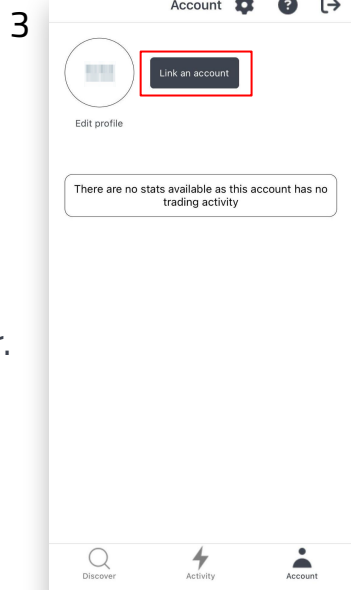 3
Account
Link an account
Edit profile
There are no stats available as this account has no
trading activity
r.
Discover
Activity
Account